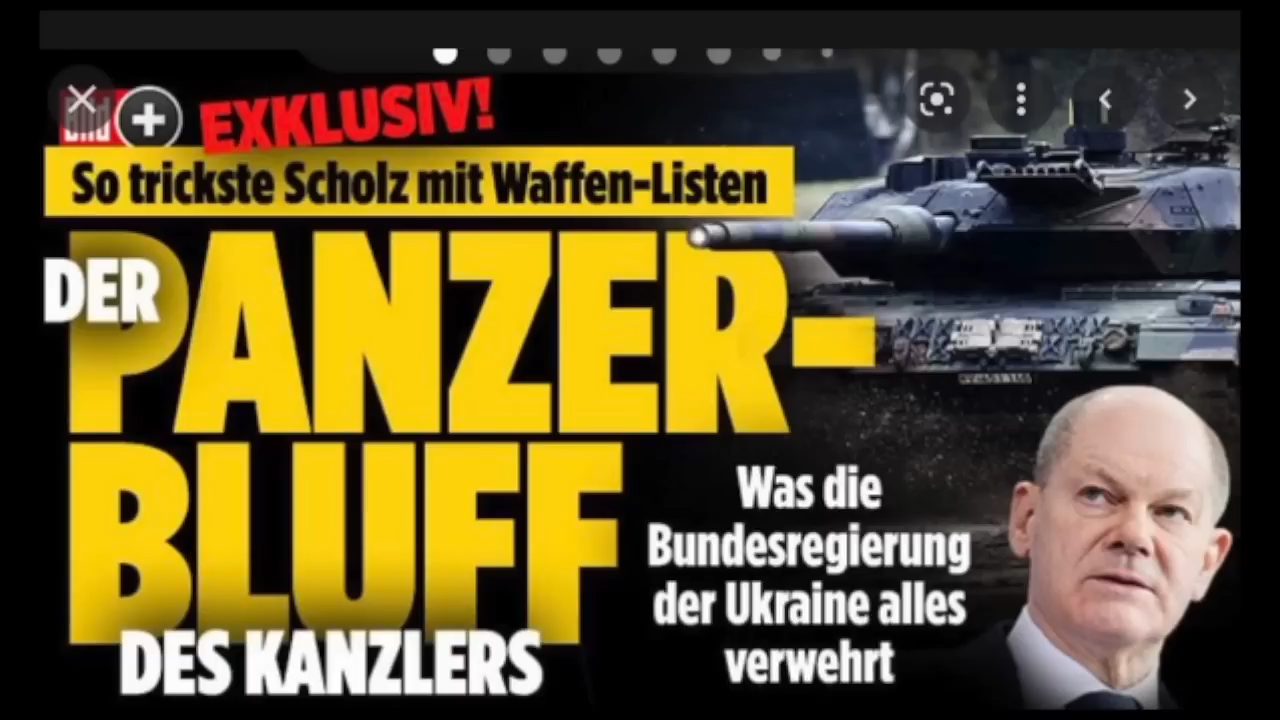 Bild
EXKLUSIV!
So trickste Scholz mit Waffen-Listen
DER
PANZER-
BLUFF
DES KANZLERS
Was die
Bundesregierung
der Ukraine alles
verwehrt